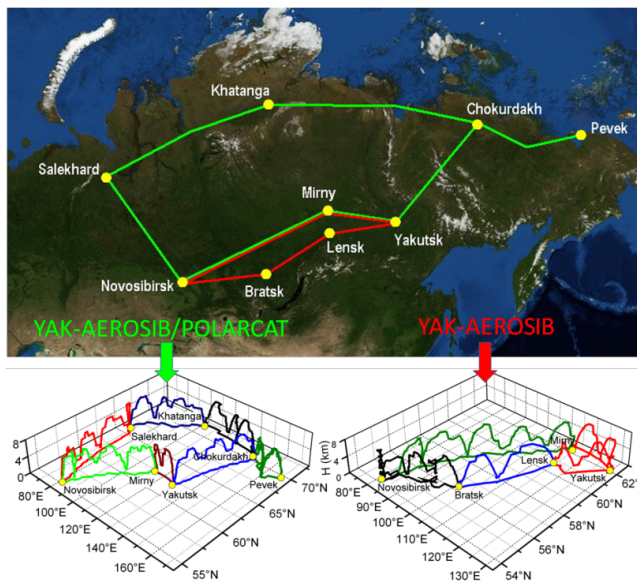 Khatanga
Chokurdakh
Pevek
Salekhard
Mirny
Lensk
Yakutsk
Novosibirsk
Bratsk
YAK-AEROSIB/POLARCAT
YAK-AEROSIB
8
4
0
Khatanga
Salekhard
Chokurdakh
Novosibirsk
Mirny
Yakutsk
Pevek
80°E
100°E
120°E
140°E
160°E
55°N
60°N
65°N
70°N
H (km)
8
4
0
Mirny
Lensk
Novosibirsk
Bratsk
Yakutsk
80°E
90°E
100°E
110°E
120°E
130°E
54°N
56°N
58°N
60°N
62°N